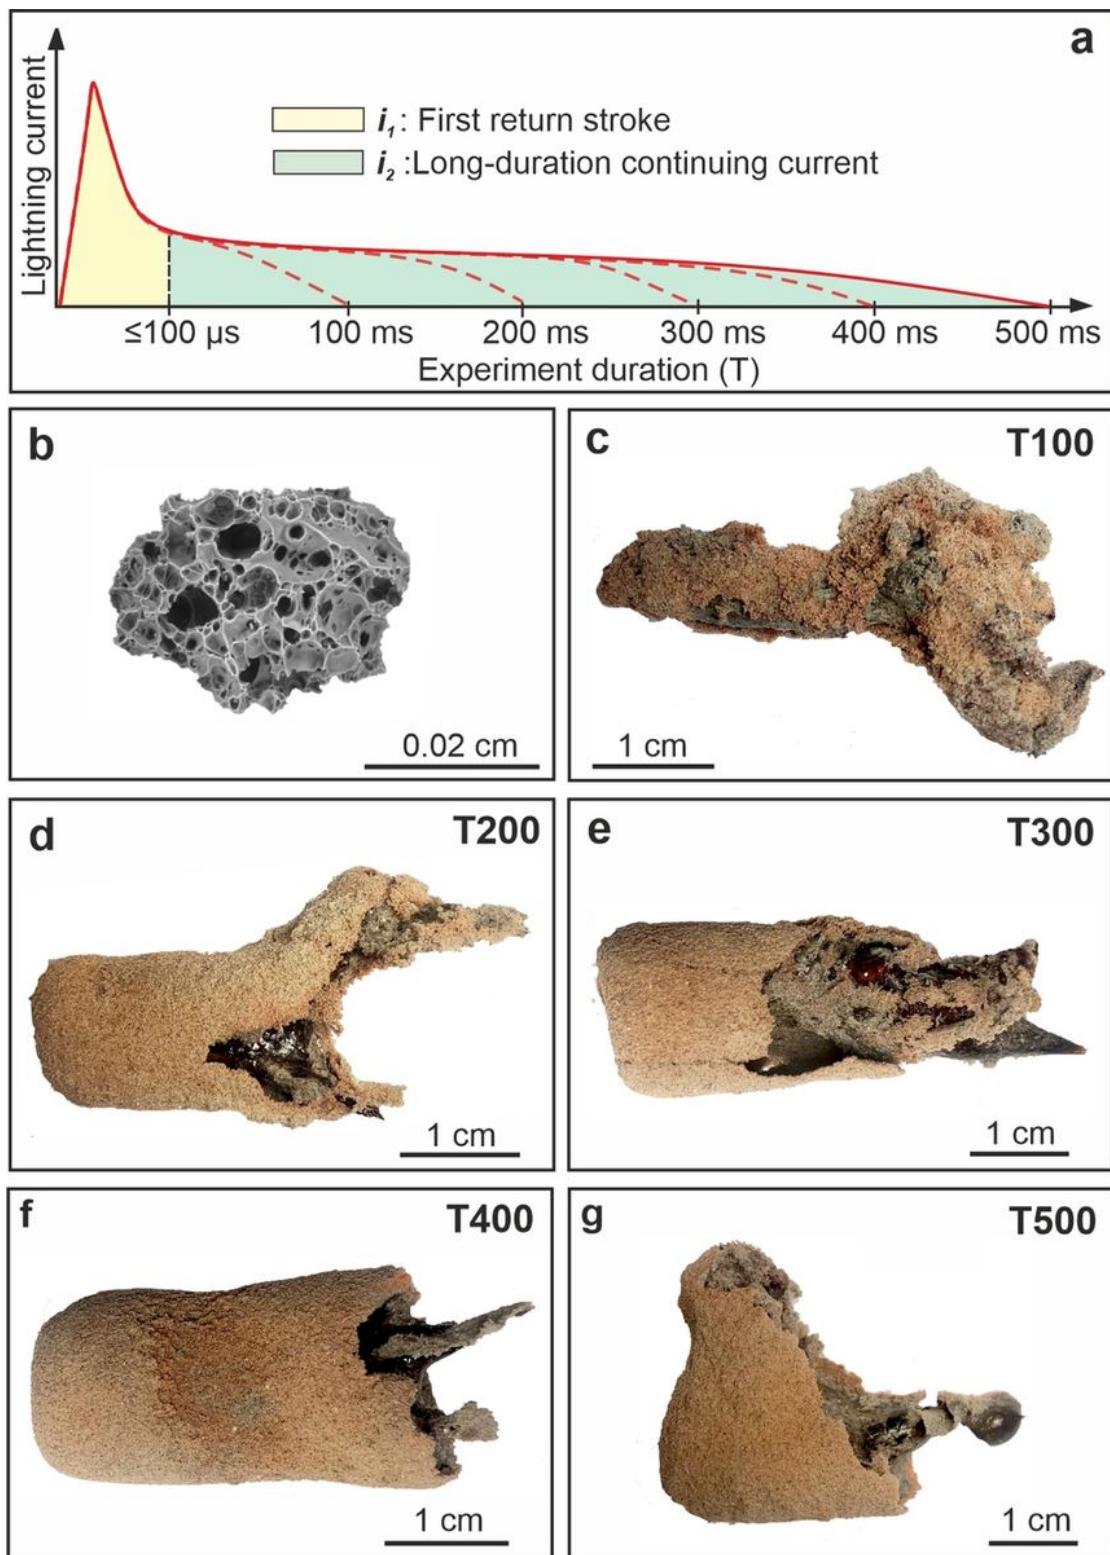 a
Lightning current
i₁ : First return stroke
i₂ :Long-duration continuing current
≤100 µs 100 ms 200 ms 300 ms 400 ms 500 ms
Experiment duration (T)
b
0.02 cm
c T100
1 cm
d T200
1 cm
e T300
1 cm
f T400
1 cm
g T500
1 cm